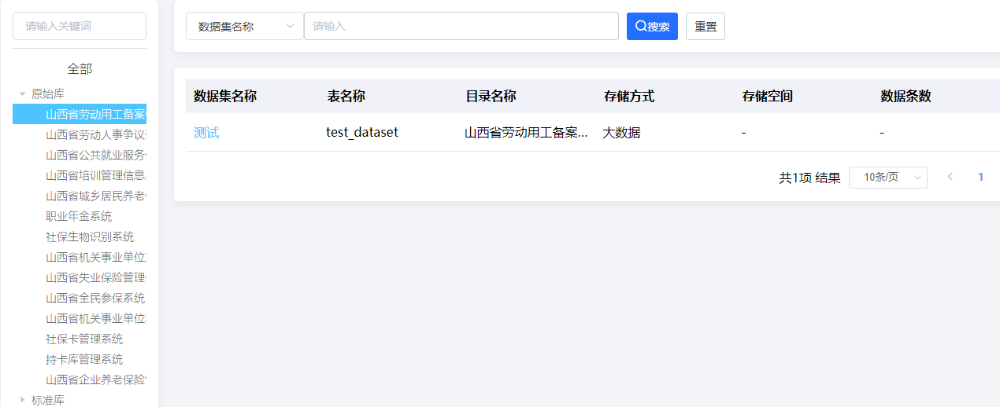 请输入关键词
全部
原始库
山西省劳动用工备案
山西省劳动人事争议
山西省公共就业服务
山西省培训管理信息
山西省城乡居民养老
职业年金系统
社保生物识别系统
山西省机关事业单位
山西省失业保险管理
山西省全民参保系统
山西省机关事业单位
社保卡管理系统
持卡库管理系统
山西省企业养老保险
标准库
数据集名称 请输入 搜索 重置
数据集名称 表名称 目录名称 存储方式 存储空间 数据条数
测试 test_dataset 山西省劳动用工备案... 大数据 - -
共1项 结果 10条/页 1